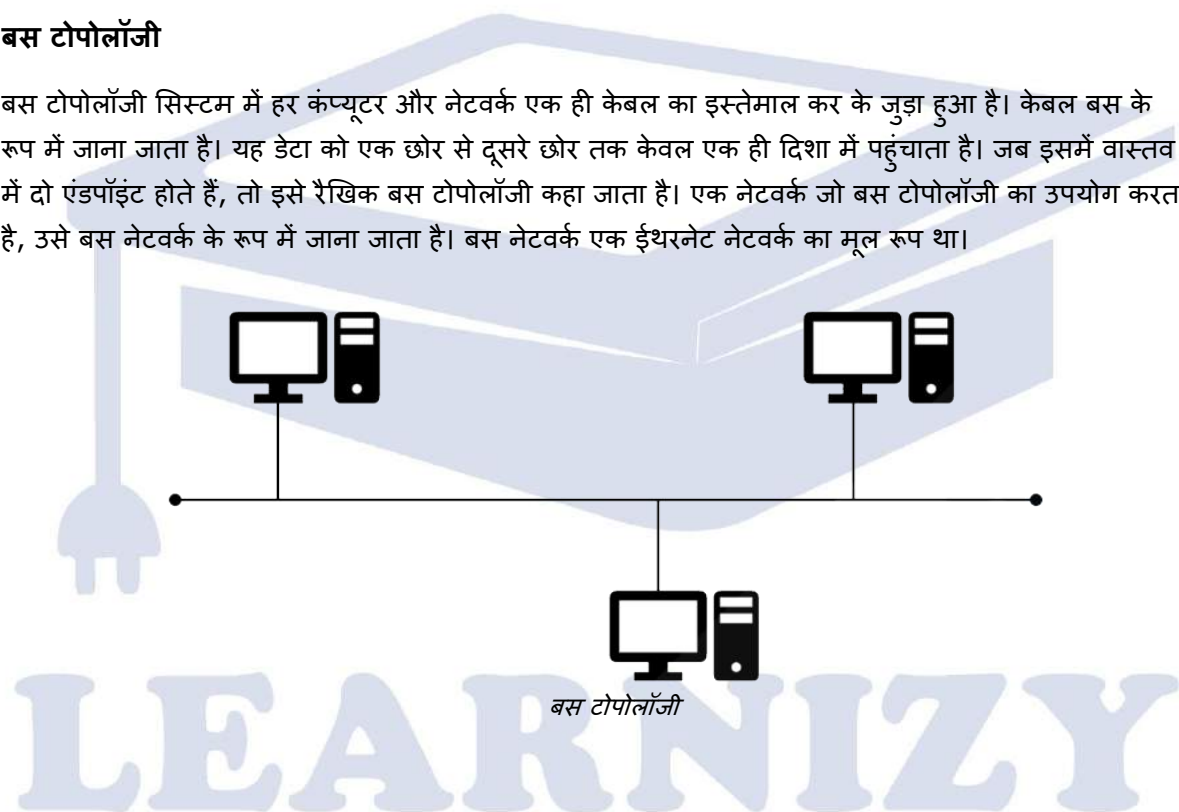 बस टोपोलॉजी
बस टोपोलॉजी सिस्टम में हर कंप्यूटर और नेटवर्क एक ही केबल का इस्तेमाल कर के जुड़ा हुआ है। केबल बस के
रूप में जाना जाता है। यह डेटा को एक छोर से दूसरे छोर तक केवल एक ही दिशा में पहुंचाता है। जब इसमें वास्तव
में दो एंडपॉइंट होते हैं, तो इसे रैखिक बस टोपोलॉजी कहा जाता है। एक नेटवर्क जो बस टोपोलॉजी का उपयोग करत
है, उसे बस नेटवर्क के रूप में जाना जाता है। बस नेटवर्क एक ईथरनेट नेटवर्क का मूल रूप था।
बस टोपोलॉजी
LEARNIZY